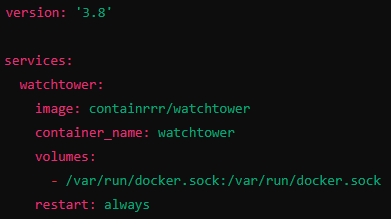 version: '3.8'

services:
  watchtower:
    image: containrrr/watchtower
    container_name: watchtower
    volumes:
      - /var/run/docker.sock:/var/run/docker.sock
    restart: always